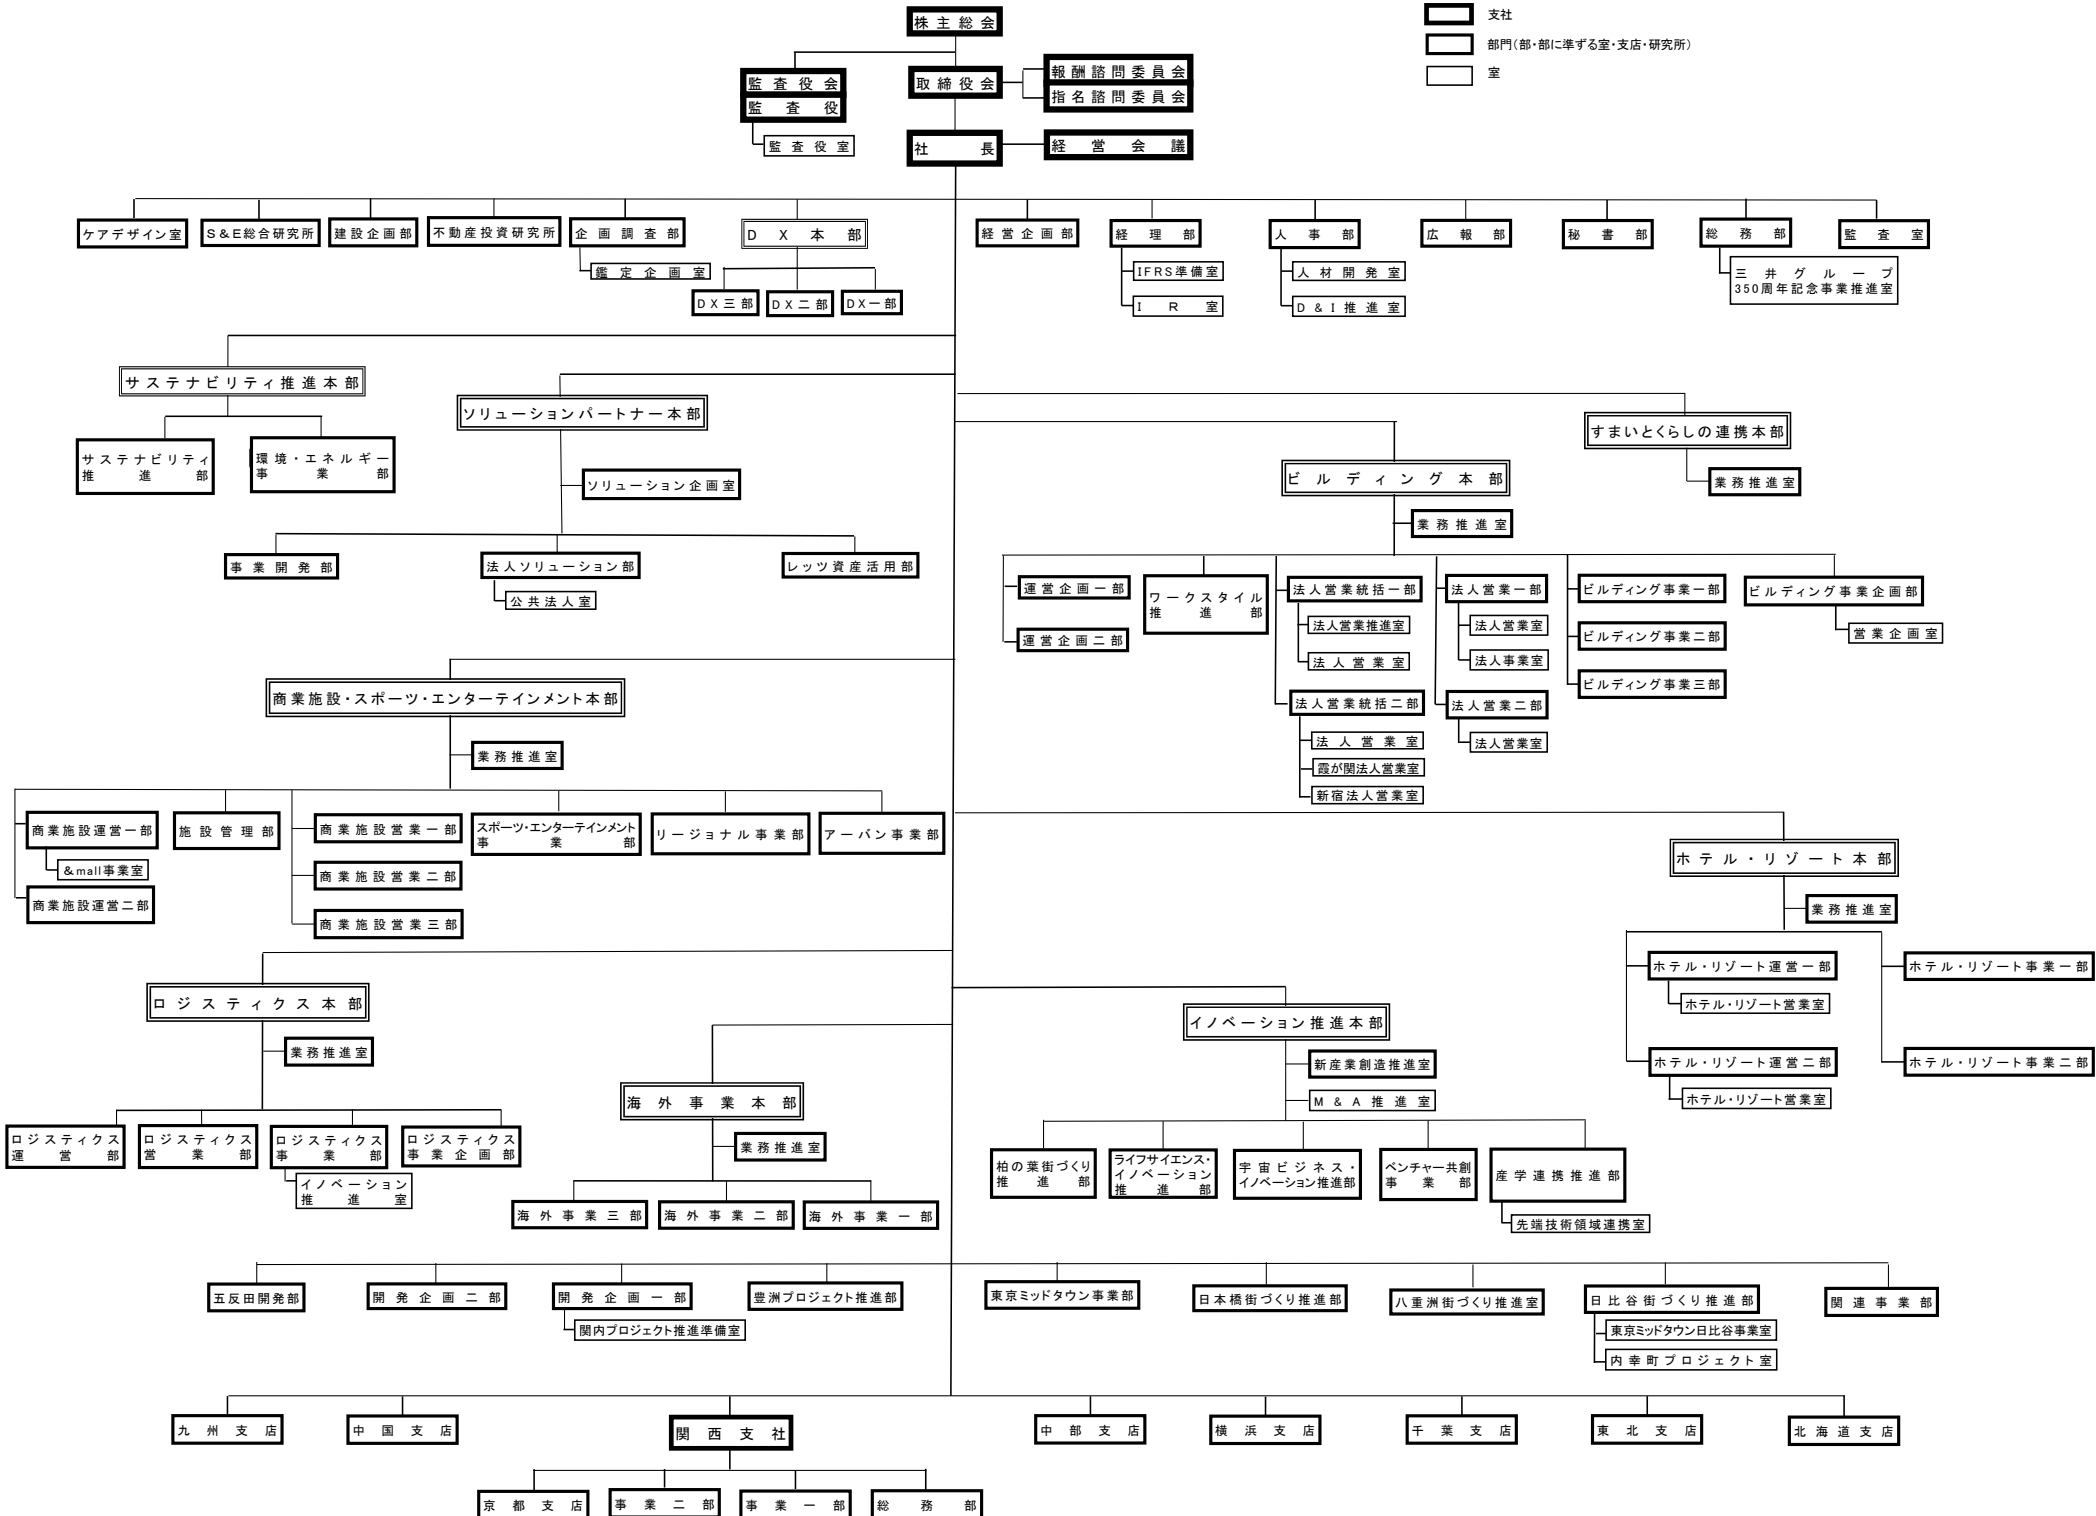 株主総会
支社
部門(部・部に準ずる室・支店・研究所)
室
監査役会
監査役
監査役室
取締役会
報酬諮問委員会
指名諮問委員会
社長
経営会議
ケアデザイン室
S&E総合研究所
建設企画部
不動産投資研究所
企画調査部
鑑定企画室
DX本部
DX三部
DX二部
DX一部
経営企画部
経理部
IFRS準備室
IR室
人事部
人材開発室
D&I推進室
広報部
秘書部
総務部
三井グループ
350周年記念事業推進室
監査室
サステナビリティ推進本部
サステナビリティ
推進部
環境・エネルギー
事業部
ソリューションパートナー本部
ソリューション企画室
事業開発部
法人ソリューション部
公共法人室
レッツ資産活用部
すまいとくらしの連携本部
業務推進室
ビルディング本部
業務推進室
運営企画一部
運営企画二部
ワークスタイル
推進部
法人営業統括一部
法人営業推進室
法人営業室
法人営業統括二部
法人営業室
霞が関法人営業室
新宿法人営業室
法人営業一部
法人営業室
法人事業室
法人営業二部
法人営業室
ビルディング事業一部
ビルディング事業二部
ビルディング事業三部
ビルディング事業企画部
営業企画室
商業施設・スポーツ・エンターテインメント本部
業務推進室
商業施設運営一部
&mall事業室
商業施設運営二部
施設管理部
商業施設営業一部
商業施設営業二部
商業施設営業三部
スポーツ・エンターテインメント
事業部
リージョナル事業部
アーバン事業部
ホテル・リゾート本部
業務推進室
ホテル・リゾート運営一部
ホテル・リゾート営業室
ホテル・リゾート運営二部
ホテル・リゾート営業室
ホテル・リゾート事業一部
ホテル・リゾート事業二部
ロジスティクス本部
業務推進室
ロジスティクス
運営部
ロジスティクス
営業部
ロジスティクス
事業部
イノベーション
推進室
ロジスティクス
事業企画部
海外事業本部
業務推進室
海外事業三部
海外事業二部
海外事業一部
イノベーション推進本部
新産業創造推進室
M&A推進室
柏の葉街づくり
推進部
ライフサイエンス・
イノベーション
推進部
宇宙ビジネス・
イノベーション推進部
ベンチャー共創
事業部
産学連携推進部
先端技術領域連携室
五反田開発部
開発企画二部
開発企画一部
関内プロジェクト推進準備室
豊洲プロジェクト推進部
東京ミッドタウン事業部
日本橋街づくり推進部
八重洲街づくり推進室
日比谷街づくり推進部
東京ミッドタウン日比谷事業室
内幸町プロジェクト室
関連事業部
九州支店
中国支店
関西支社
中部支店
横浜支店
千葉支店
東北支店
北海道支店
京都支店
事業二部
事業一部
総務部